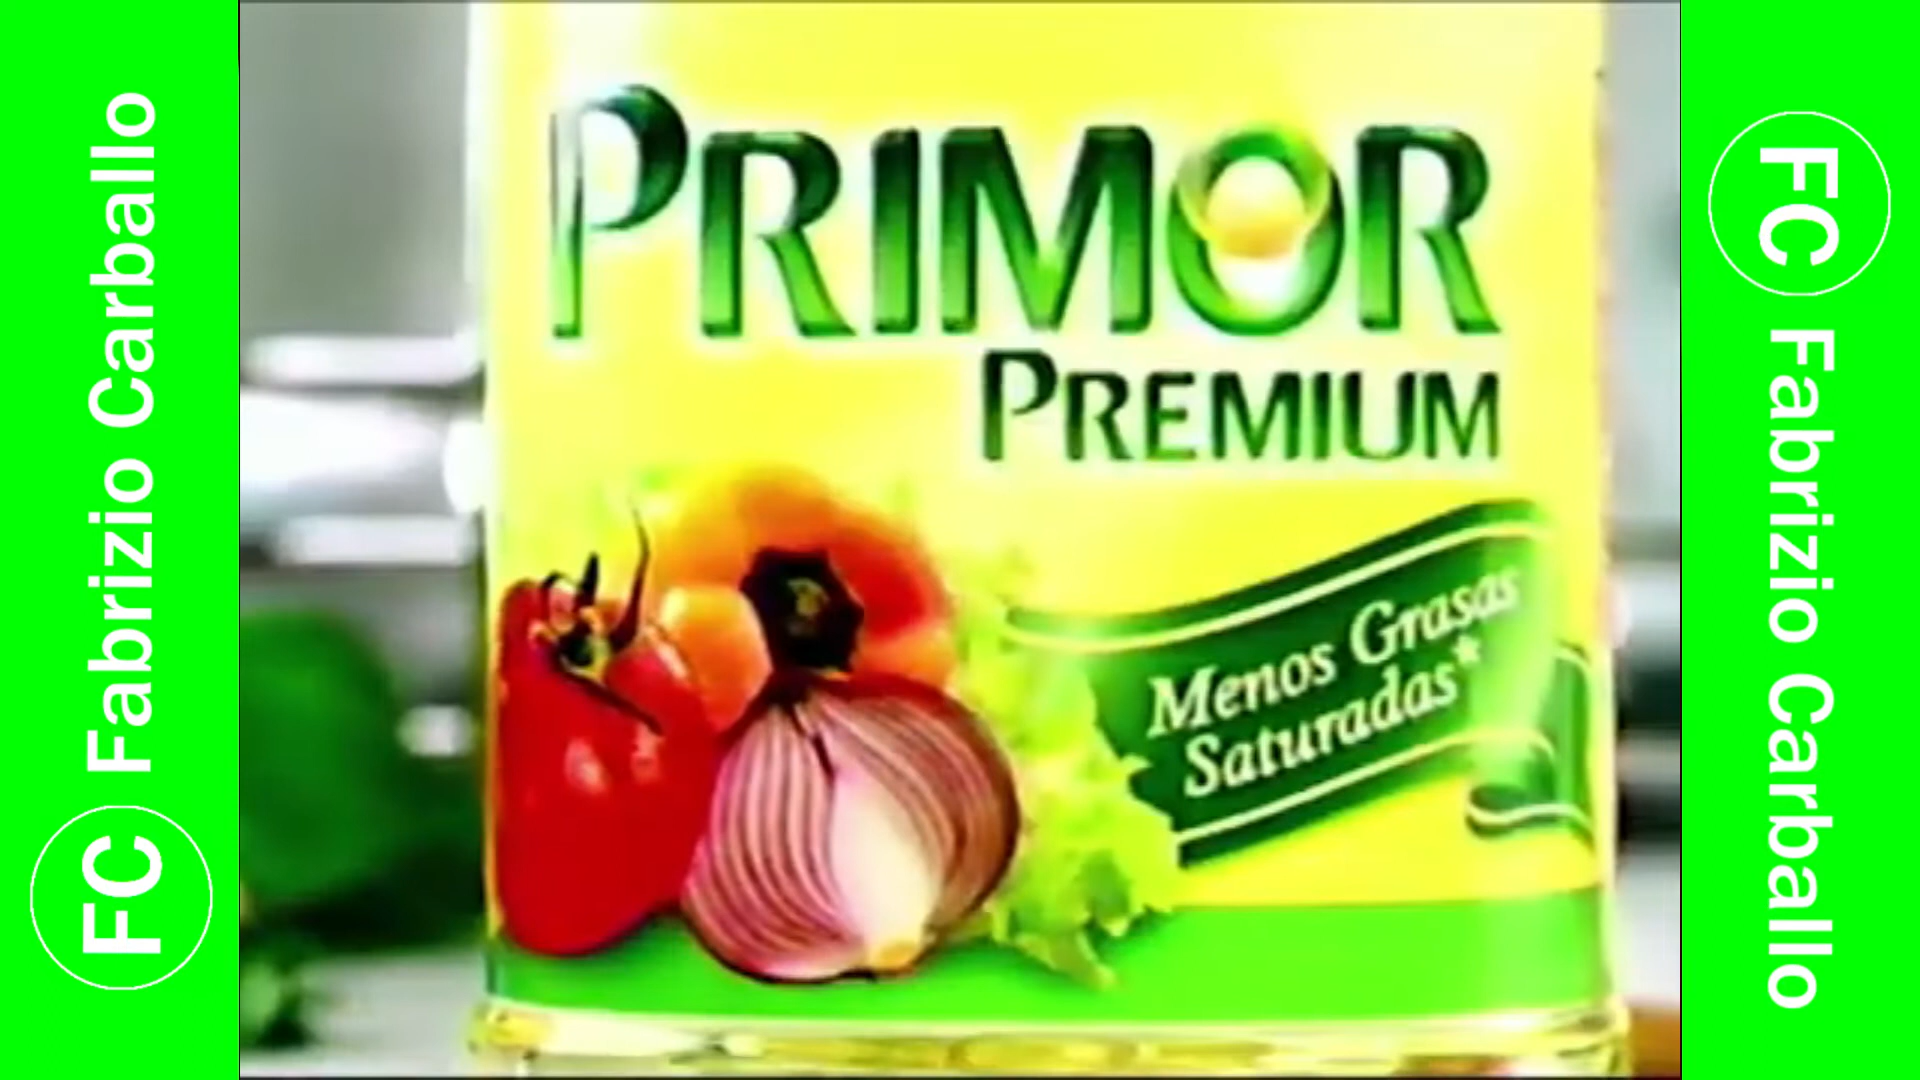 FC Fabrizio Carballo
PRIMOR
PREMIUM
Menos Grasas
Saturadas*
FC Fabrizio Carballo